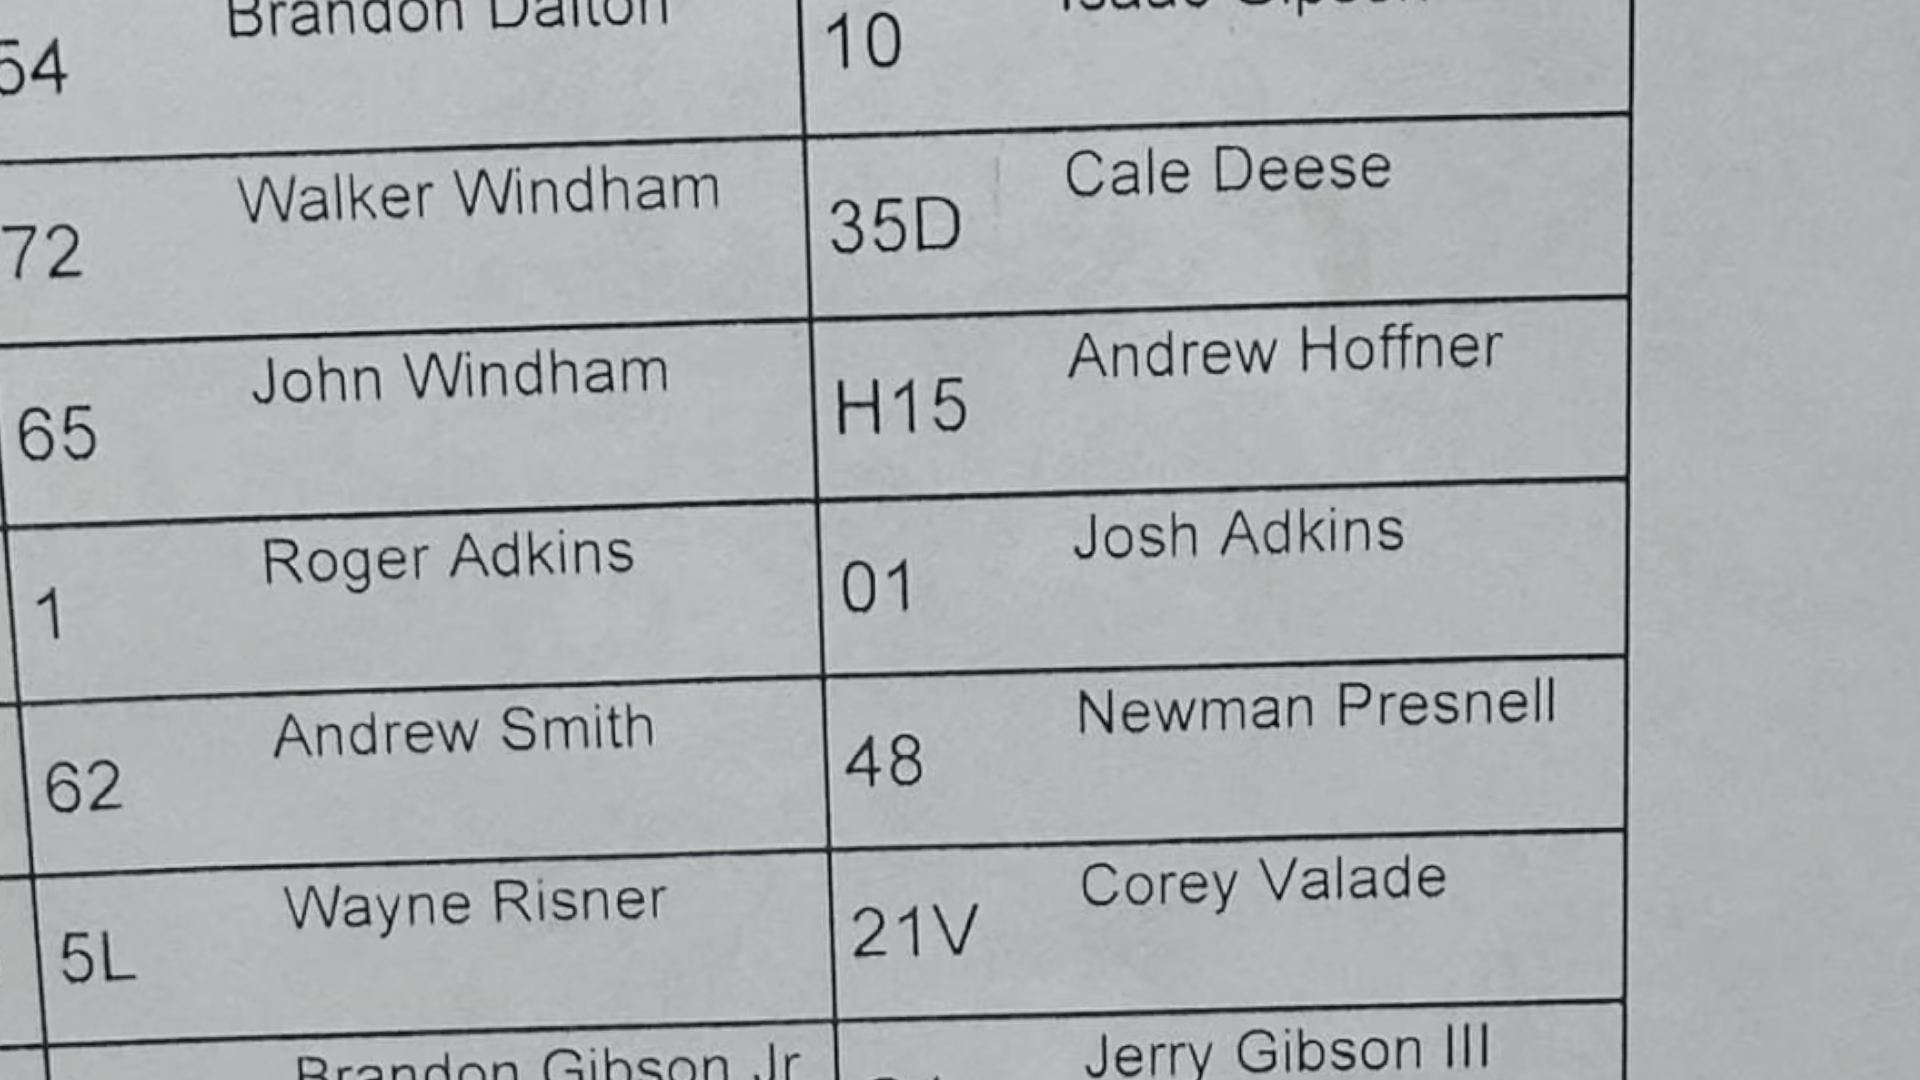 Brandon Dalton
54
10
Walker Windham
72
Cale Deese
35D
John Windham
65
Andrew Hoffner
H15
Roger Adkins
1
Josh Adkins
01
Andrew Smith
62
Newman Presnell
48
Wayne Risner
5L
Corey Valade
21V
Brandon Gibson Jr
Jerry Gibson III